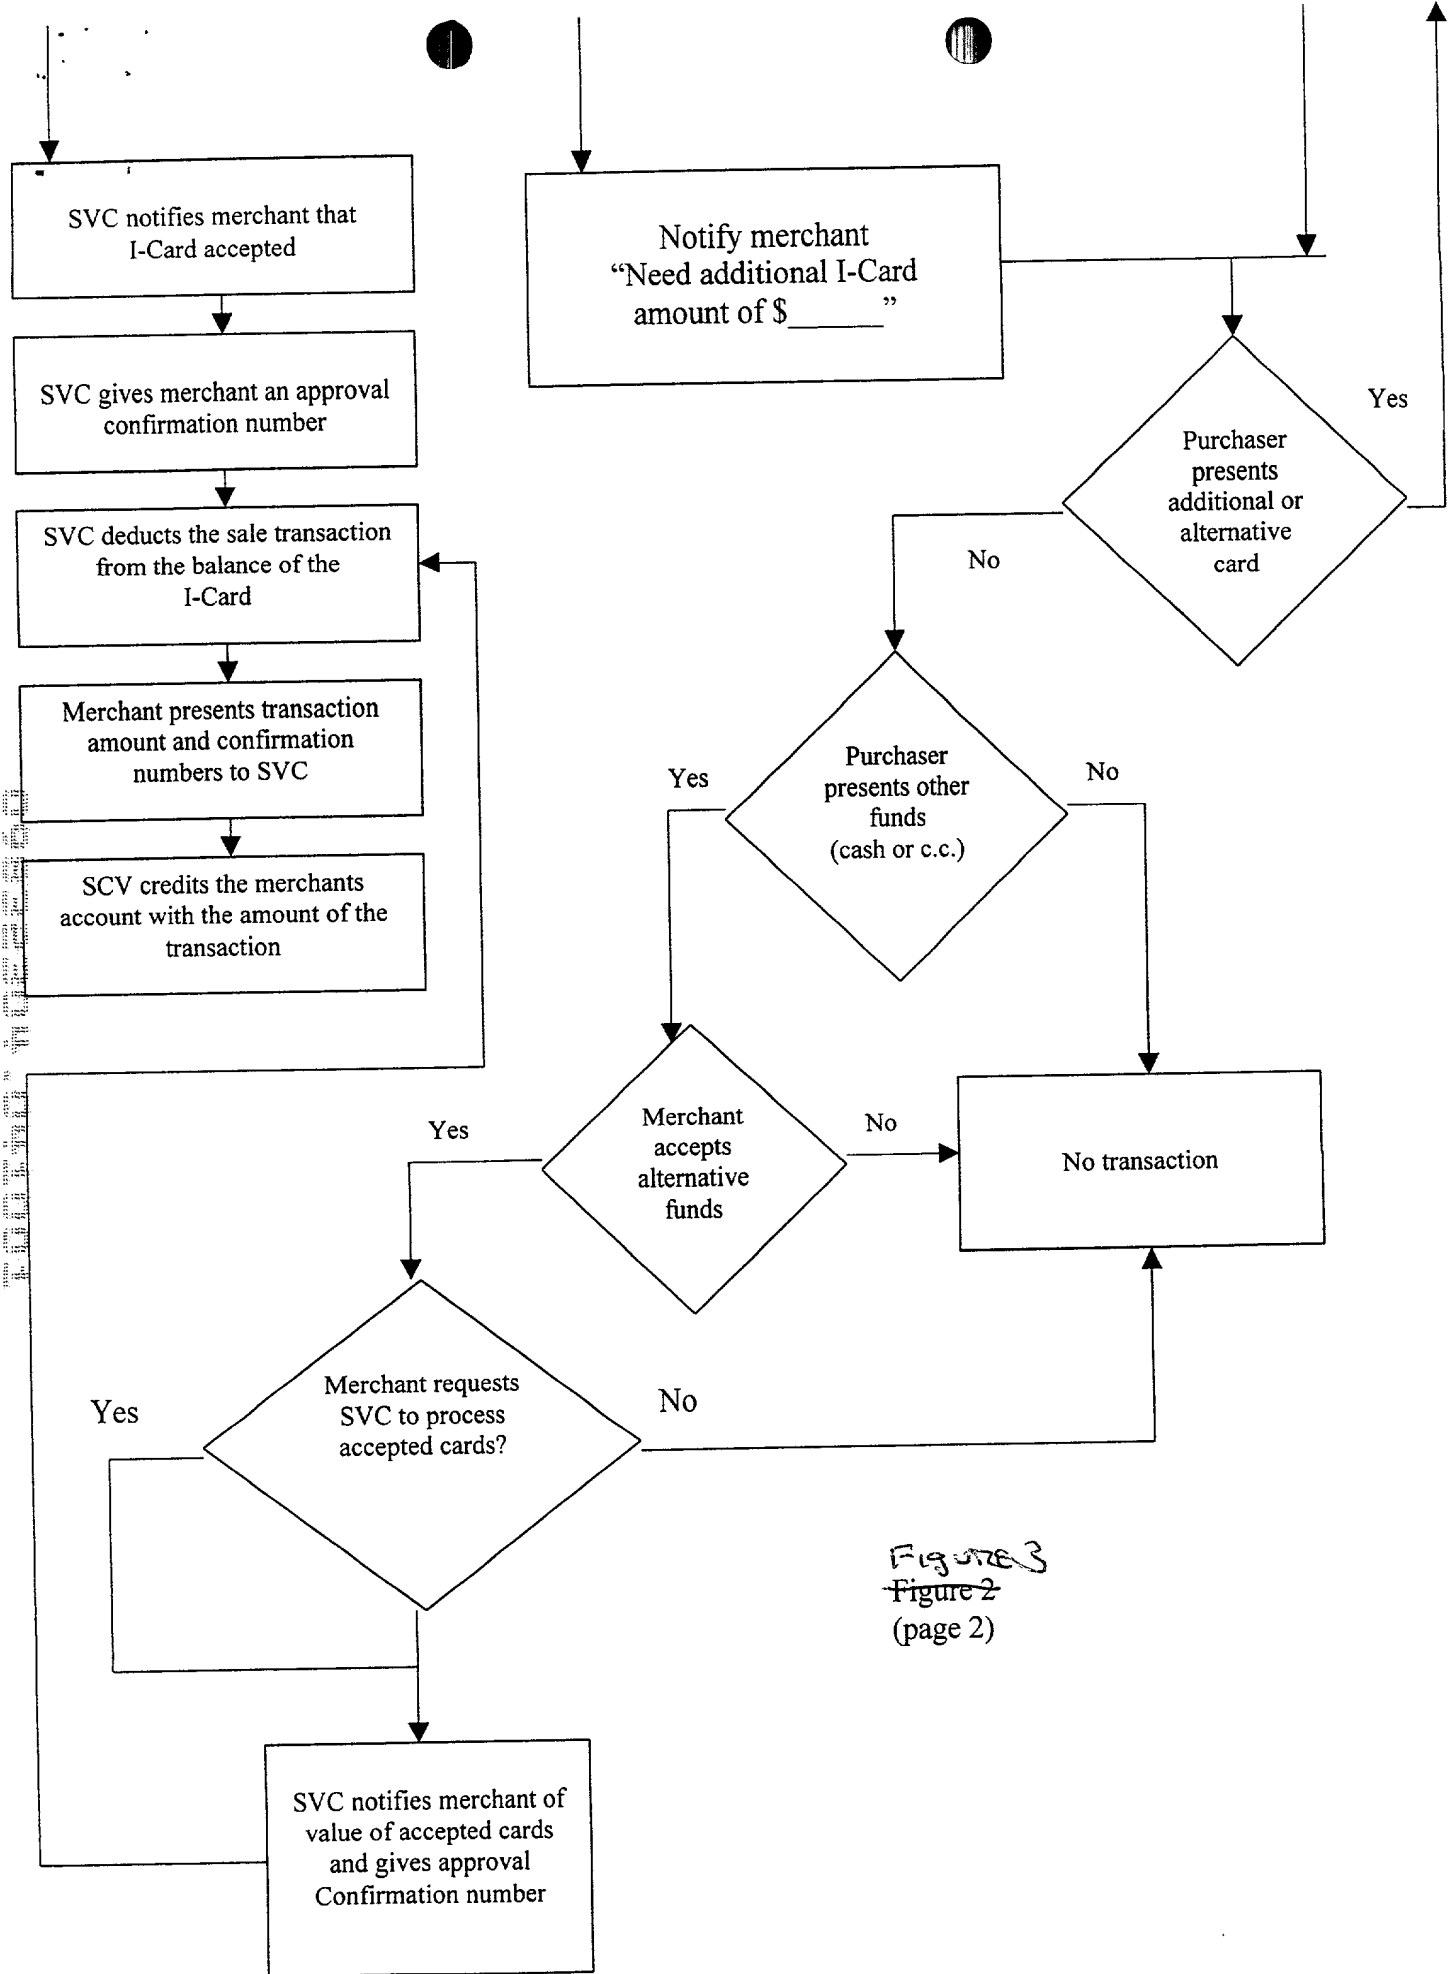 SVC notifies merchant that
I-Card accepted
SVC gives merchant an approval
confirmation number
SVC deducts the sale transaction
from the balance of the
I-Card
Merchant presents transaction
amount and confirmation
numbers to SVC
SCV credits the merchants
account with the amount of the
transaction
Notify merchant
“Need additional I-Card
amount of $______”
Purchaser
presents
additional or
alternative
card
Yes
No
Purchaser
presents other
funds
(cash or c.c.)
Yes
No
Merchant
accepts
alternative
funds
Yes
No
No transaction
Merchant requests
SVC to process
accepted cards?
Yes
No
SVC notifies merchant of
value of accepted cards
and gives approval
Confirmation number
Figure 3
Figure 2
(page 2)